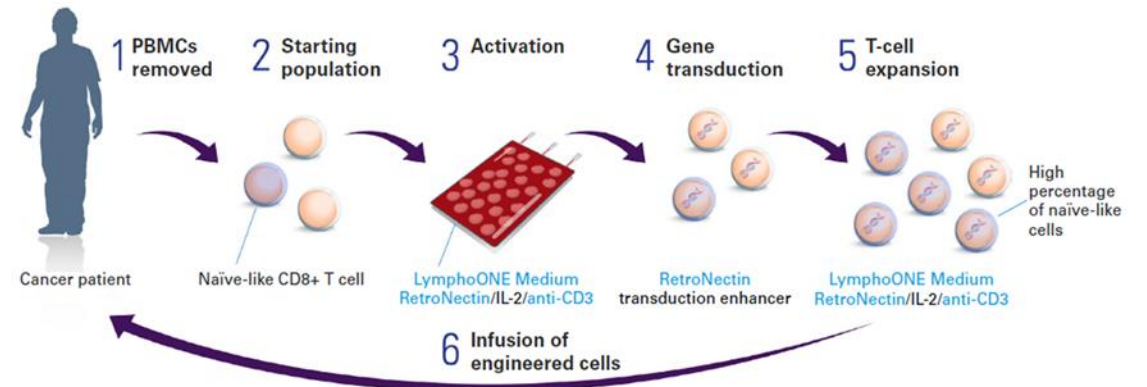 1 PBMCs
removed
2 Starting
population
3 Activation
4 Gene
transduction
5 T-cell
expansion
High
percentage
of naïve-like
cells
Cancer patient
Naïve-like CD8+ T cell
LymphoONE Medium
RetroNectin/IL-2/anti-CD3
RetroNectin
transduction enhancer
LymphoONE Medium
RetroNectin/IL-2/anti-CD3
6 Infusion of
engineered cells